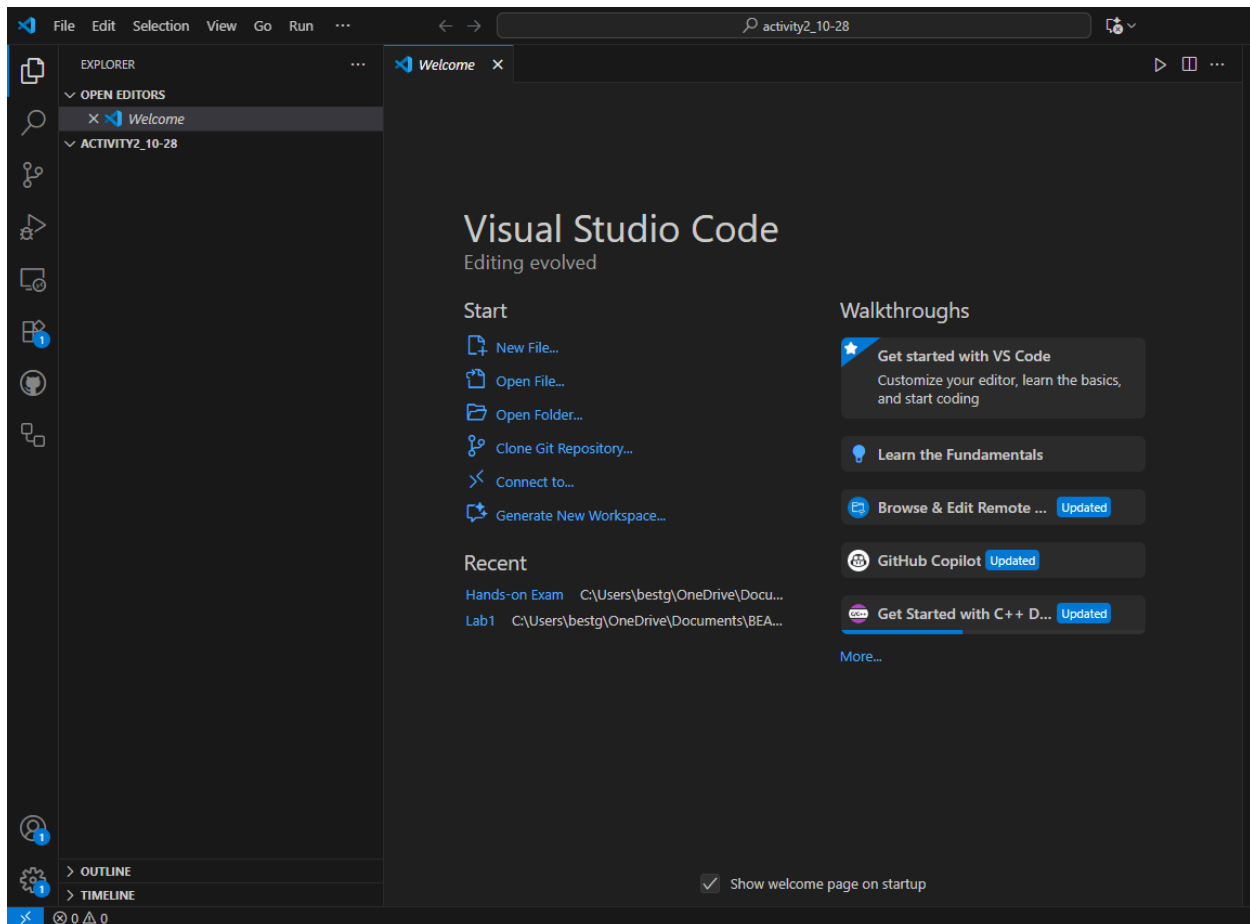 File Edit Selection View Go Run ···
activity2_10-28
EXPLORER ···
Welcome
OPEN EDITORS
Welcome
ACTIVITY2_10-28
Visual Studio Code
Editing evolved
Start
New File...
Open File...
Open Folder...
Clone Git Repository...
Connect to...
Generate New Workspace...
Recent
Hands-on Exam C:\Users\bestg\OneDrive\Docu...
Lab1 C:\Users\bestg\OneDrive\Documents\BEA...
Walkthroughs
Get started with VS Code
Customize your editor, learn the basics,
and start coding
Learn the Fundamentals
Browse & Edit Remote ... Updated
GitHub Copilot Updated
C/C++ Get Started with C++ D... Updated
More...
1
1
1
OUTLINE
TIMELINE
Show welcome page on startup
0 0